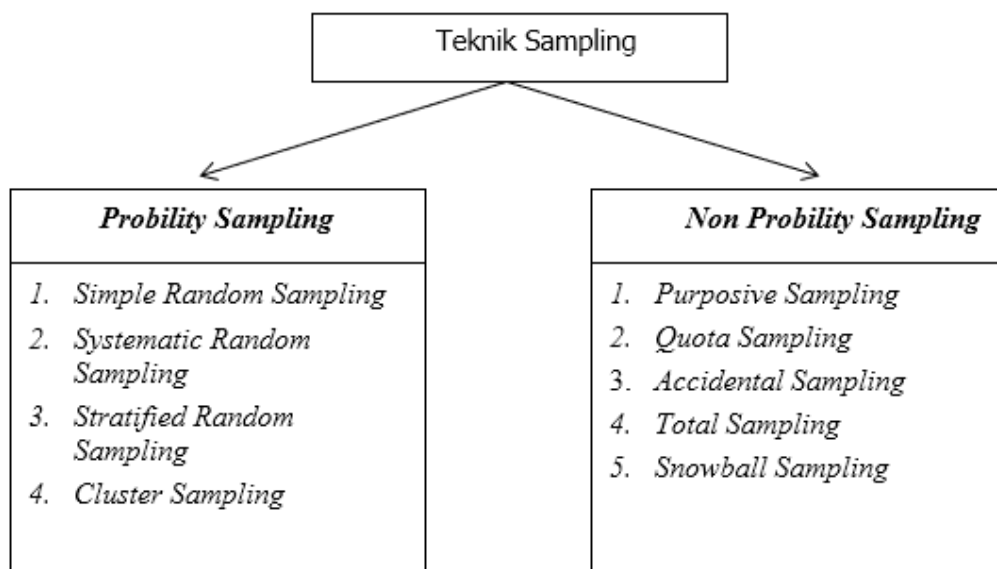 Teknik Sampling
Probility Sampling
1. Simple Random Sampling
2. Systematic Random
Sampling
3. Stratified Random
Sampling
4. Cluster Sampling
Non Probility Sampling
1. Purposive Sampling
2. Quota Sampling
3. Accidental Sampling
4. Total Sampling
5. Snowball Sampling